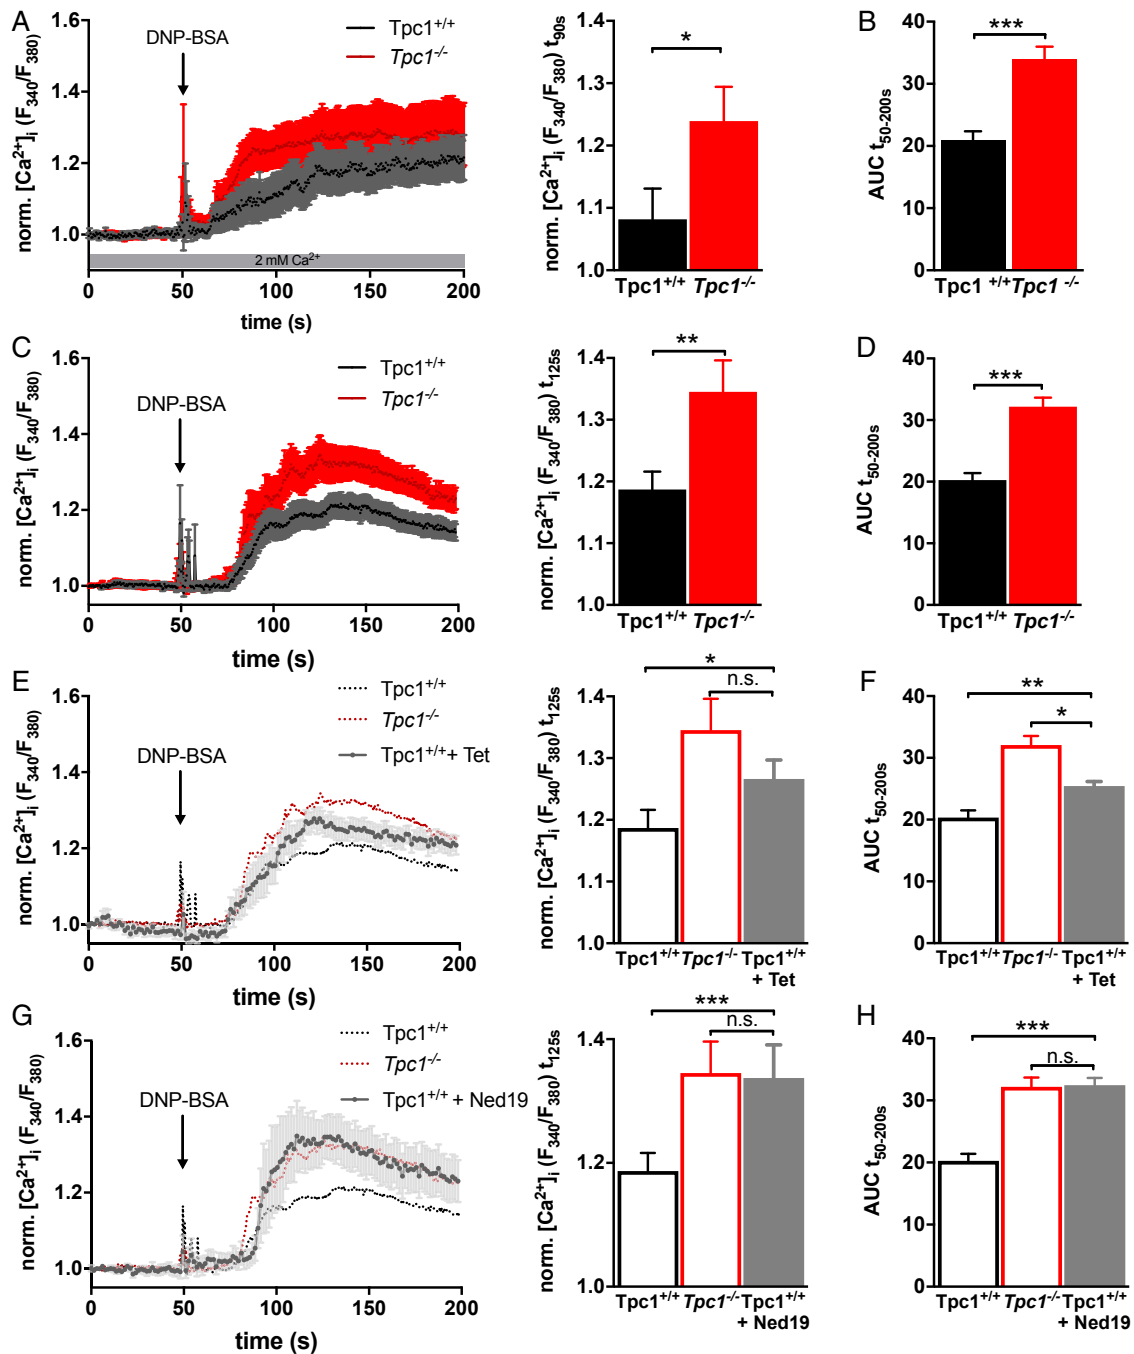 A
norm. [Ca²⁺]ᵢ (F₃₄₀/F₃₈₀)
1.6
1.4
1.2
1.0
DNP-BSA
Tpc1⁺/⁺
Tpc1⁻/⁻
2 mM Ca²⁺
0
50
100
150
200
time (s)
norm. [Ca²⁺]ᵢ (F₃₄₀/F₃₈₀) t₉₀ₛ
1.3
1.2
1.1
1.0
*
Tpc1⁺/⁺ Tpc1⁻/⁻
B
AUC t₅₀₋₂₀₀ₛ
40
30
20
10
0
***
Tpc1 ⁺/⁺ Tpc1 ⁻/⁻
C
norm. [Ca²⁺]ᵢ (F₃₄₀/F₃₈₀)
1.6
1.4
1.2
1.0
DNP-BSA
Tpc1⁺/⁺
Tpc1⁻/⁻
0
50
100
150
200
time (s)
norm. [Ca²⁺]ᵢ (F₃₄₀/F₃₈₀) t₁₂₅ₛ
1.4
1.3
1.2
1.1
1.0
**
Tpc1⁺/⁺ Tpc1⁻/⁻
D
AUC t₅₀₋₂₀₀ₛ
40
30
20
10
0
***
Tpc1⁺/⁺ Tpc1⁻/⁻
E
norm. [Ca²⁺]ᵢ (F₃₄₀/F₃₈₀)
1.6
1.4
1.2
1.0
DNP-BSA
Tpc1⁺/⁺
Tpc1⁻/⁻
Tpc1⁺/⁺ + Tet
0
50
100
150
200
time (s)
norm. [Ca²⁺]ᵢ (F₃₄₀/F₃₈₀) t₁₂₅ₛ
1.4
1.3
1.2
1.1
1.0
*
n.s.
Tpc1⁺/⁺ Tpc1⁻/⁻ Tpc1⁺/⁺
+ Tet
F
AUC t₅₀₋₂₀₀ₛ
40
30
20
10
0
**
*
Tpc1⁺/⁺ Tpc1⁻/⁻ Tpc1⁺/⁺
+ Tet
G
norm. [Ca²⁺]ᵢ (F₃₄₀/F₃₈₀)
1.6
1.4
1.2
1.0
DNP-BSA
Tpc1⁺/⁺
Tpc1⁻/⁻
Tpc1⁺/⁺ + Ned19
0
50
100
150
200
time (s)
norm. [Ca²⁺]ᵢ (F₃₄₀/F₃₈₀) t₁₂₅ₛ
1.4
1.2
1.0
***
n.s.
Tpc1⁺/⁺ Tpc1⁻/⁻ Tpc1⁺/⁺
+ Ned19
H
AUC t₅₀₋₂₀₀ₛ
40
30
20
10
0
***
n.s.
Tpc1⁺/⁺ Tpc1⁻/⁻ Tpc1⁺/⁺
+ Ned19